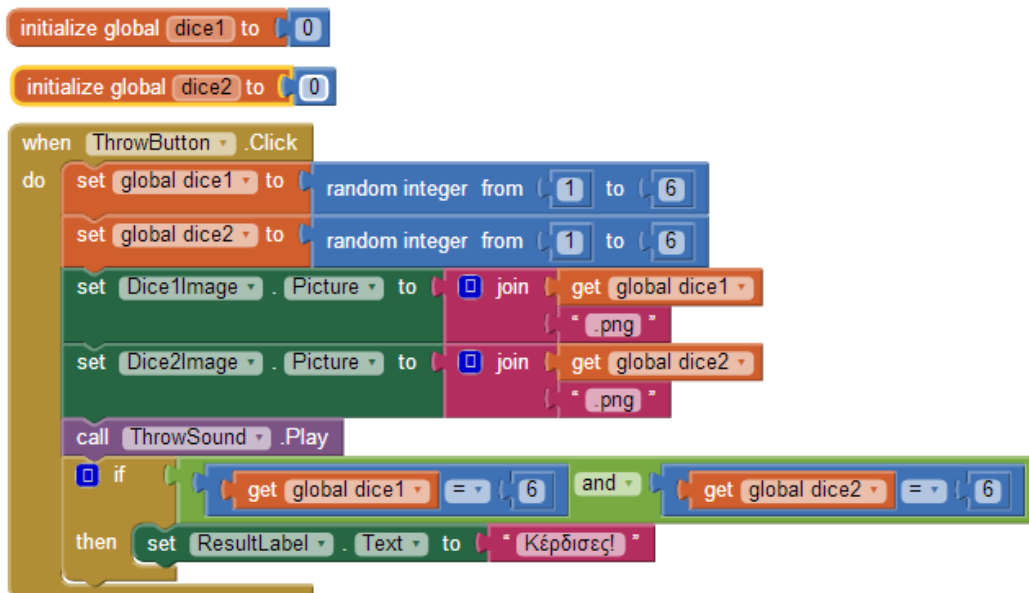 initialize global dice1 to 0
initialize global dice2 to 0
when ThrowButton .Click
do set global dice1 to random integer from 1 to 6
set global dice2 to random integer from 1 to 6
set Dice1Image . Picture to join get global dice1
" .png "
set Dice2Image . Picture to join get global dice2
" .png "
call ThrowSound .Play
if get global dice1 = 6 and get global dice2 = 6
then set ResultLabel . Text to " Κέρδισες! "